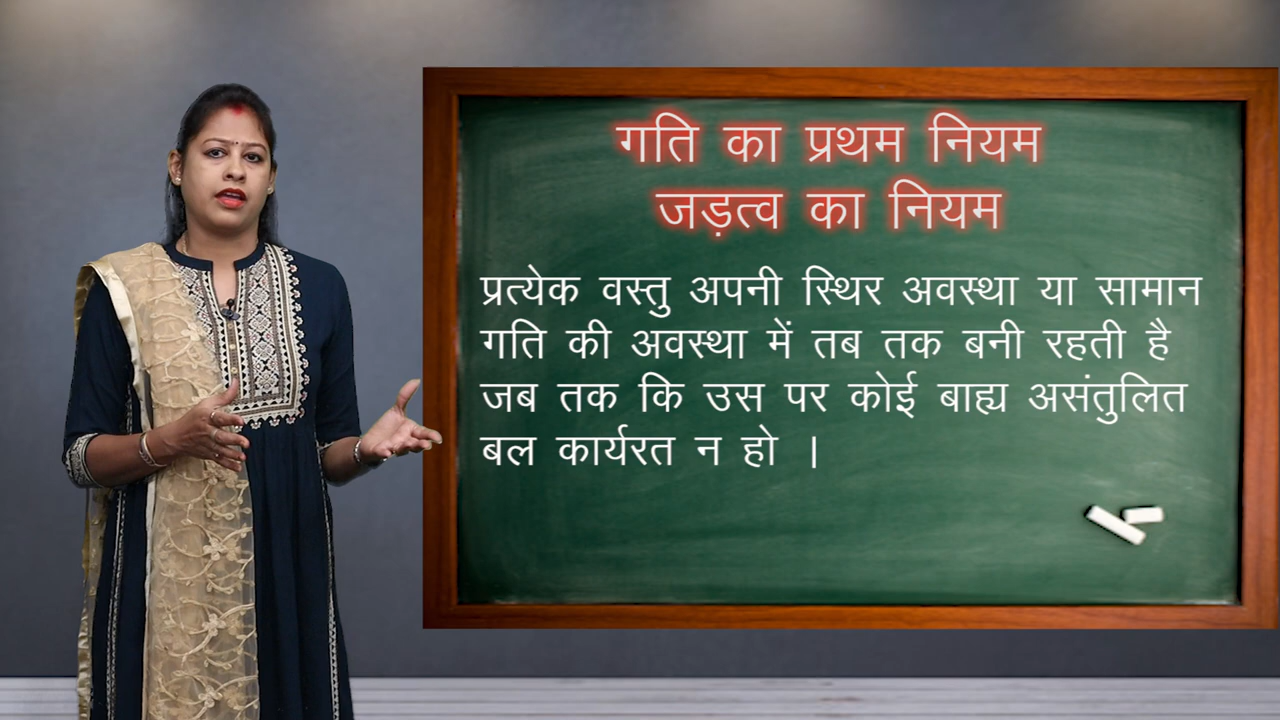 गति का प्रथम नियम
जड़त्व का नियम
प्रत्येक वस्तु अपनी स्थिर अवस्था या सामान
गति की अवस्था में तब तक बनी रहती है
जब तक कि उस पर कोई बाह्य असंतुलित
बल कार्यरत न हो ।